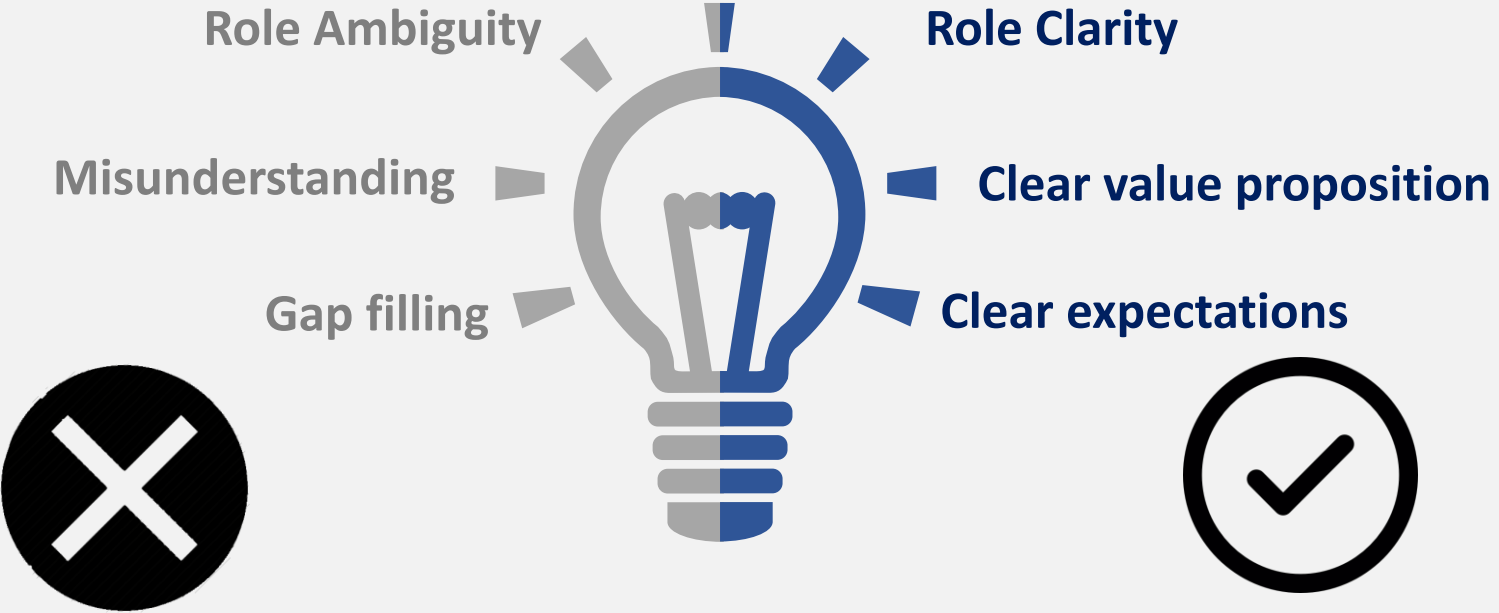 Role Ambiguity
Misunderstanding
Gap filling
Role Clarity
Clear value proposition
Clear expectations